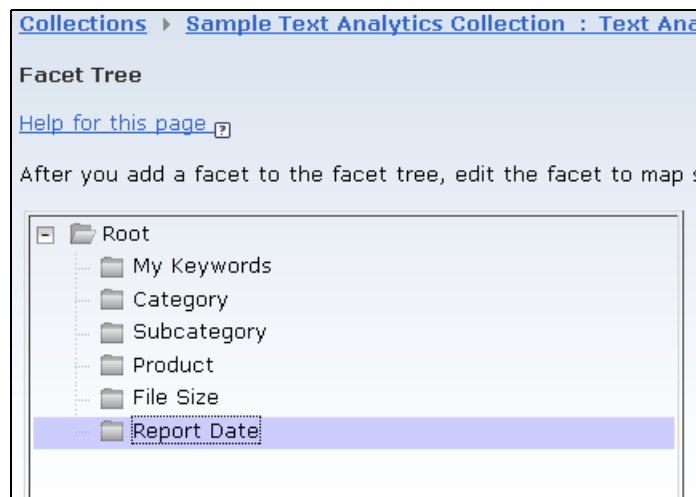 Collections ▸ Sample Text Analytics Collection : Text Ana
Facet Tree
Help for this page ?
After you add a facet to the facet tree, edit the facet to map s
Root
My Keywords
Category
Subcategory
Product
File Size
Report Date